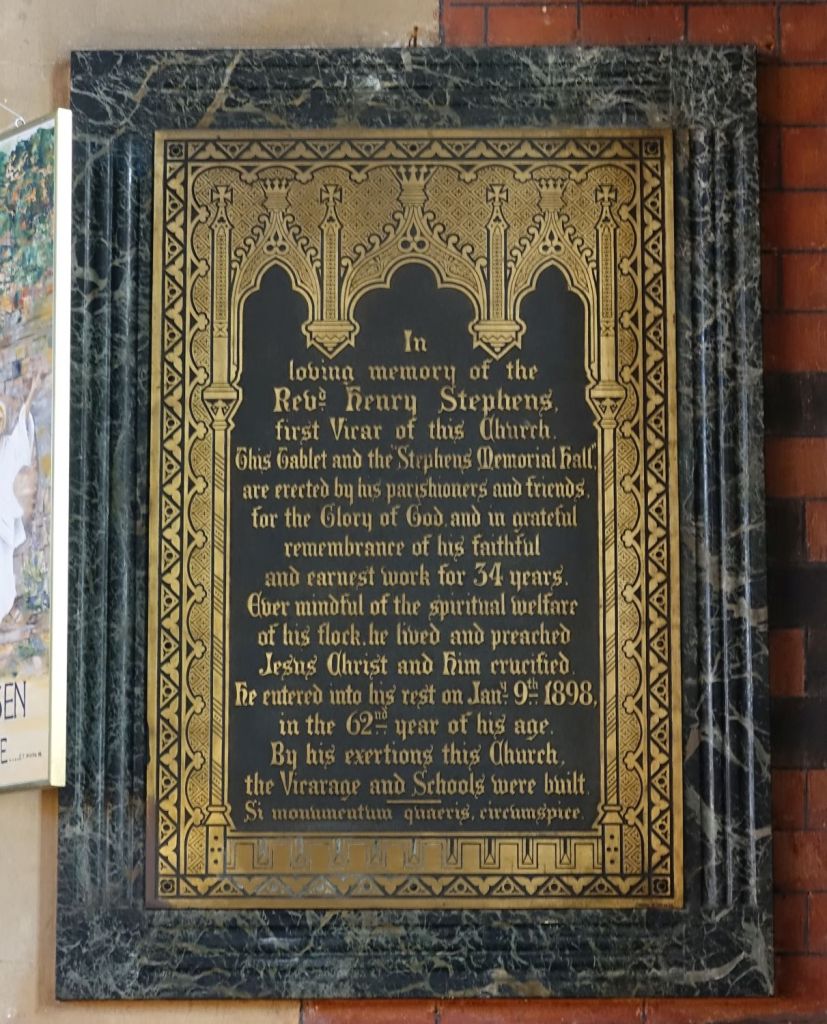 In
loving memory of the
Revd. Henry Stephens,
first Vicar of this Church.
This Tablet and the "Stephens Memorial Hall",
are erected by his parishioners and friends,
for the Glory of God, and in grateful
remembrance of his faithful
and earnest work for 34 years.
Ever mindful of the spiritual welfare
of his flock, he lived and preached
Jesus Christ and Him crucified.
He entered into his rest on Jany. 9th 1898,
in the 62nd year of his age.
By his exertions this Church,
the Vicarage and Schools were built.
Si monumentum quaeris, circumspice.